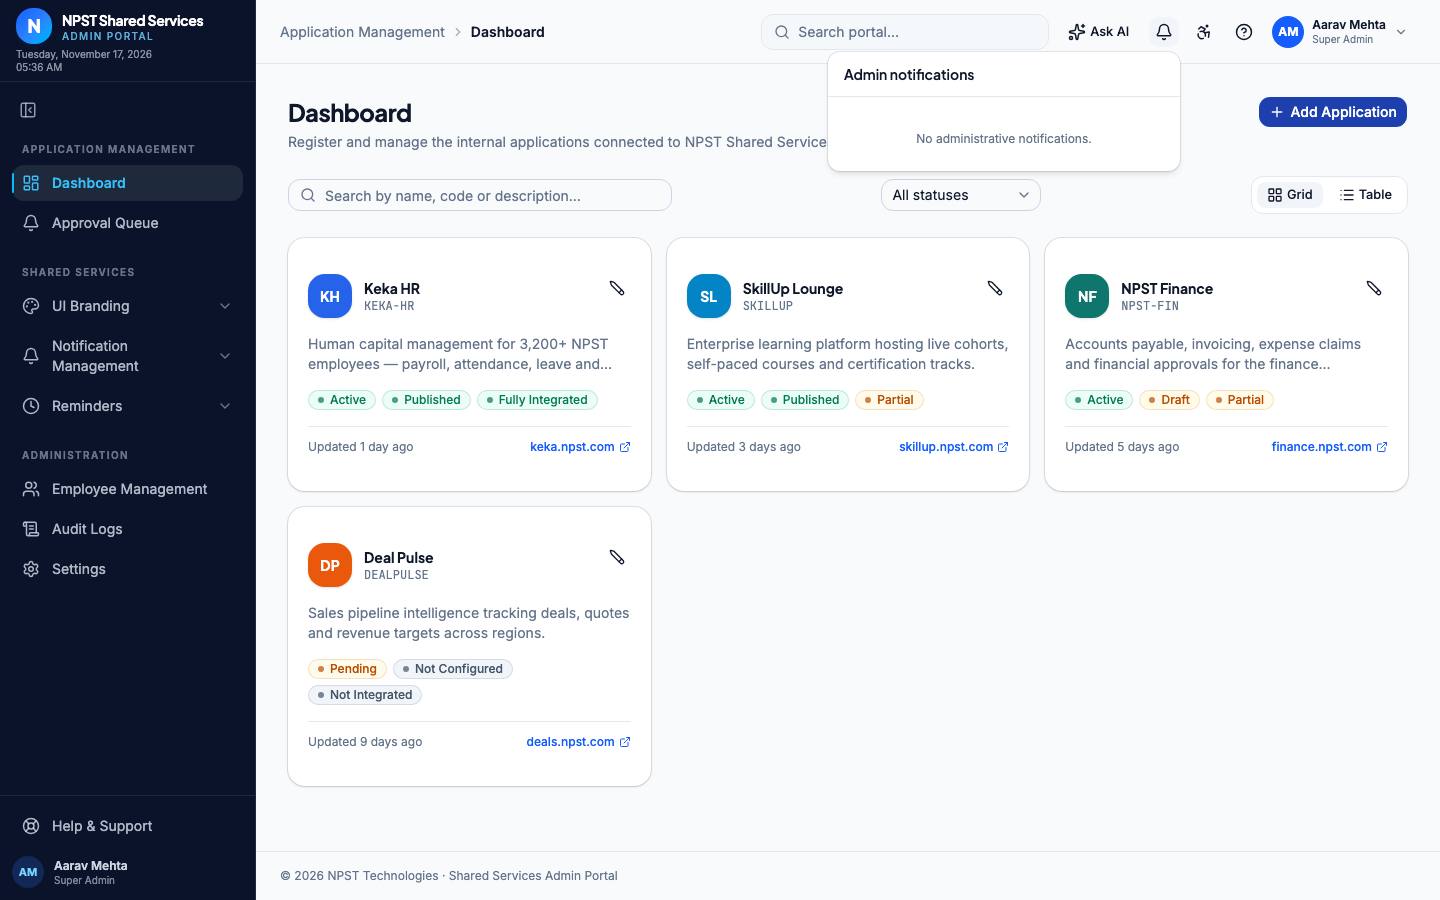 N
NPST Shared Services
ADMIN PORTAL
Tuesday, November 17, 2026
05:36 AM
APPLICATION MANAGEMENT
Dashboard
Approval Queue
SHARED SERVICES
UI Branding
Notification
Management
Reminders
ADMINISTRATION
Employee Management
Audit Logs
Settings
Help & Support
AM
Aarav Mehta
Super Admin
Application Management > Dashboard
Search portal...
Ask AI
AM
Aarav Mehta
Super Admin
Admin notifications
No administrative notifications.
Dashboard
Register and manage the internal applications connected to NPST Shared Service
+ Add Application
Search by name, code or description...
All statuses
Grid
Table
KH
Keka HR
KEKA-HR
Human capital management for 3,200+ NPST
employees — payroll, attendance, leave and...
Active
Published
Fully Integrated
Updated 1 day ago
keka.npst.com
SL
SkillUp Lounge
SKILLUP
Enterprise learning platform hosting live cohorts,
self-paced courses and certification tracks.
Active
Published
Partial
Updated 3 days ago
skillup.npst.com
NF
NPST Finance
NPST-FIN
Accounts payable, invoicing, expense claims
and financial approvals for the finance...
Active
Draft
Partial
Updated 5 days ago
finance.npst.com
DP
Deal Pulse
DEALPULSE
Sales pipeline intelligence tracking deals, quotes
and revenue targets across regions.
Pending
Not Configured
Not Integrated
Updated 9 days ago
deals.npst.com
© 2026 NPST Technologies · Shared Services Admin Portal